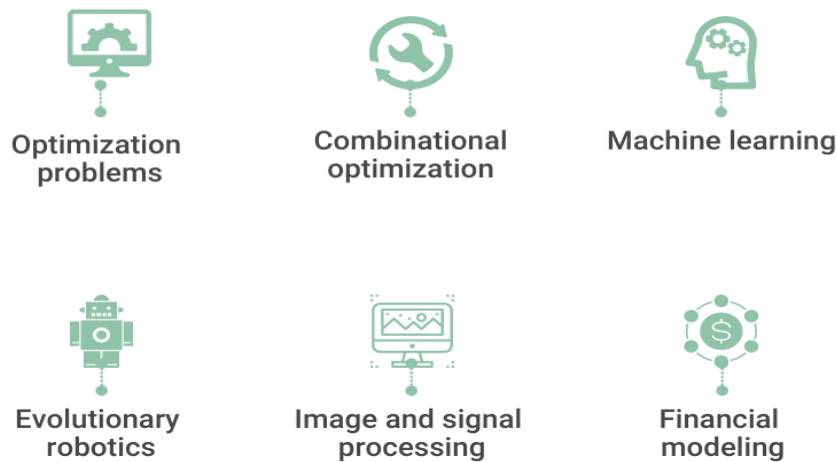 Optimization
problems
Combinational
optimization
Machine learning
Evolutionary
robotics
Image and signal
processing
$
Financial
modeling